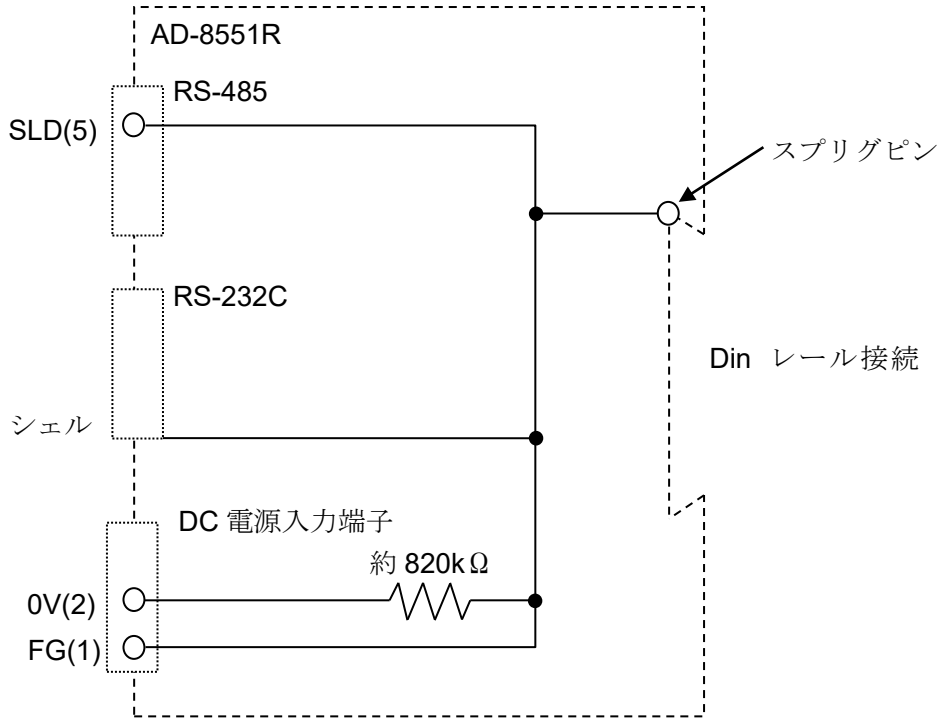 AD-8551R
RS-485
SLD(5)
スプリグピン
RS-232C
Din レール接続
シェル
DC 電源入力端子
約 820kΩ
0V(2)
FG(1)